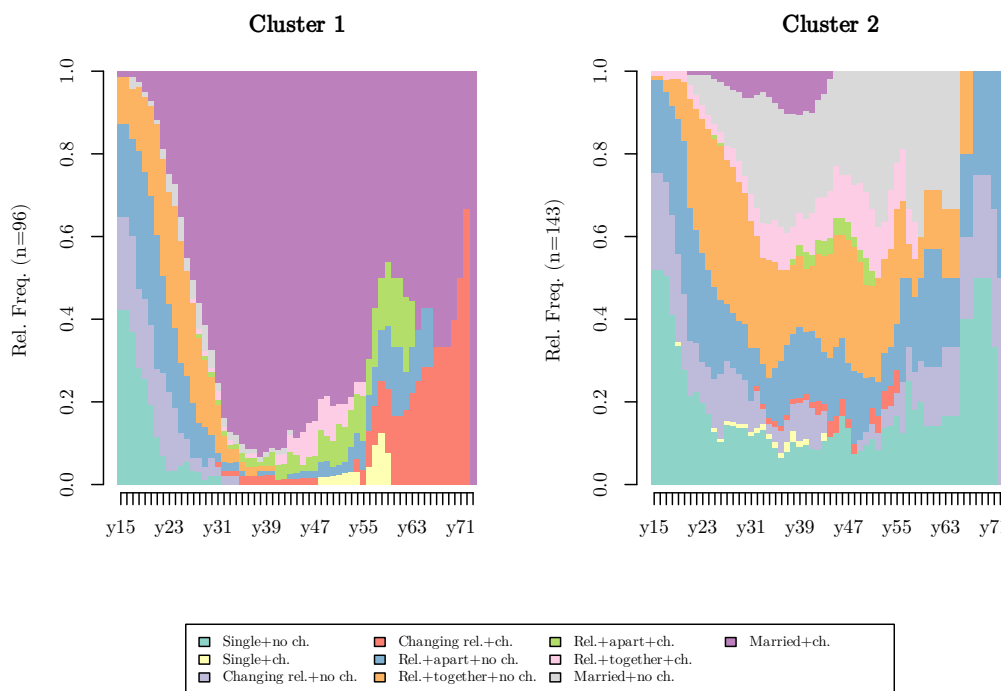 Cluster 1
Cluster 2
Rel. Freq. (n=96)
1.0
0.8
0.6
0.4
0.2
0.0
y15 y23 y31 y39 y47 y55 y63 y71
Rel. Freq. (n=143)
1.0
0.8
0.6
0.4
0.2
0.0
y15 y23 y31 y39 y47 y55 y63 y7
Single+no ch. Changing rel.+ch. Rel.+apart+ch. Married+ch.
Single+ch. Rel.+apart+no ch. Rel.+together+ch.
Changing rel.+no ch. Rel.+together+no ch. Married+no ch.